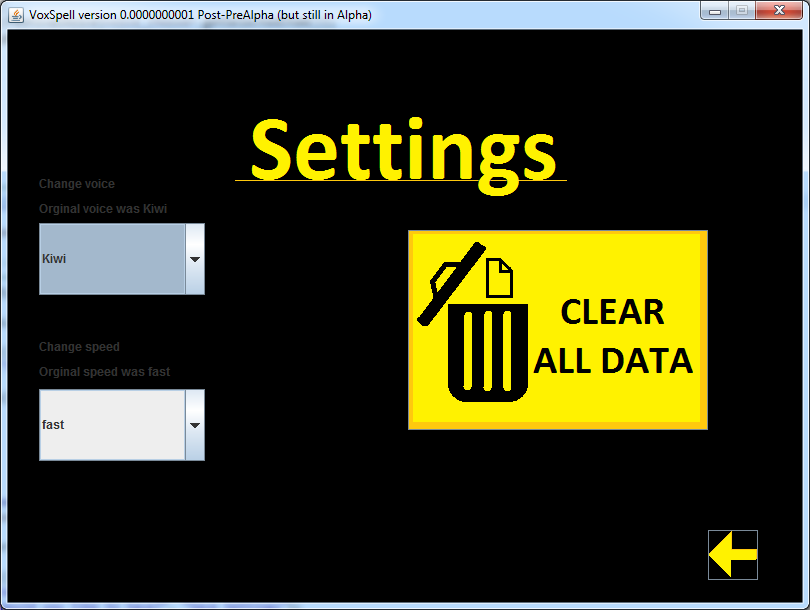 VoxSpell version 0.0000000001 Post-PreAlpha (but still in Alpha)
Settings
Change voice
Orginal voice was Kiwi
Kiwi
CLEAR
ALL DATA
Change speed
Orginal speed was fast
fast